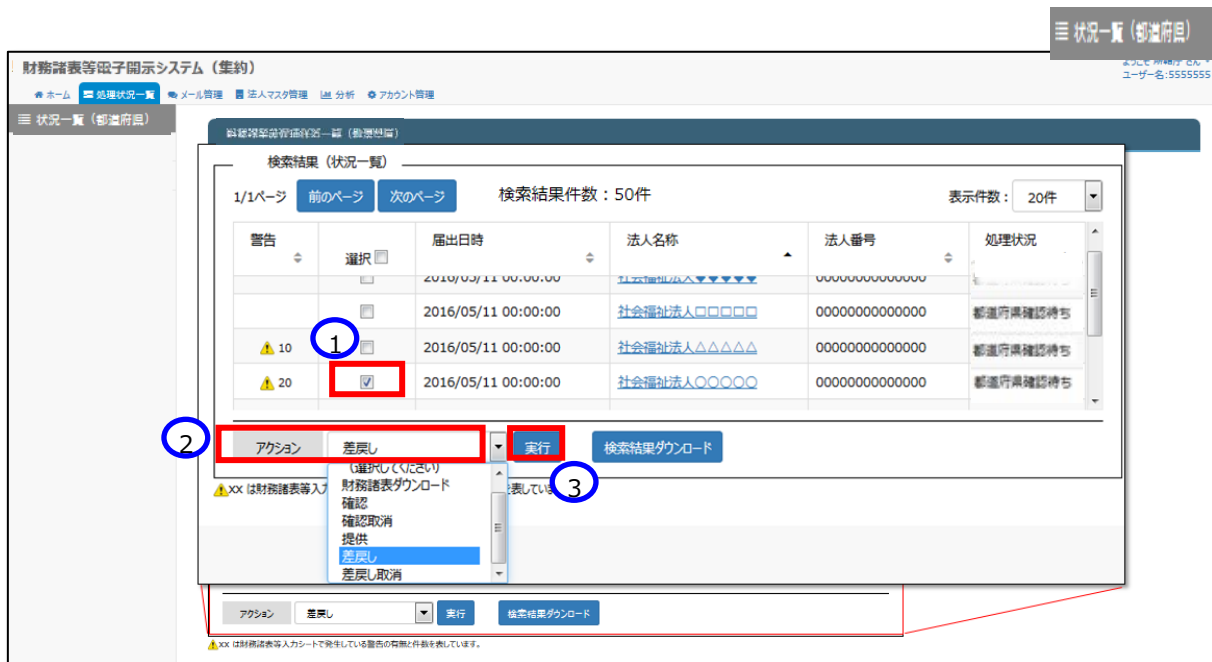 ☰ 状況一覧（都道府県）
財務諸表等電子開示システム（集約）
ユーザー名:5555555
ホーム 処理状況一覧 メール管理 法人マスタ管理 分析 アカウント管理
☰ 状況一覧（都道府県）
検索結果（状況一覧）
1/1ページ 前のページ 次のページ 検索結果件数：50件 表示件数： 20件
警告 選択 届出日時 法人名称 法人番号 処理状況
2016/05/11 00:00:00 社会福祉法人◆◆◆◆◆ 00000000000000
2016/05/11 00:00:00 社会福祉法人□□□□□ 00000000000000 都道府県確認待ち
10 2016/05/11 00:00:00 社会福祉法人△△△△△ 00000000000000 都道府県確認待ち
20 2016/05/11 00:00:00 社会福祉法人○○○○○ 00000000000000 都道府県確認待ち
1
2
アクション 差戻し 実行 検索結果ダウンロード
3
（選択してください）
財務諸表ダウンロード
確認
確認取消
提供
差戻し
差戻し取消
xx は財務諸表等入 表してい
アクション 差戻し 実行 検索結果ダウンロード
xx は財務諸表等入力シートで発生している警告の有無と件数を表しています。